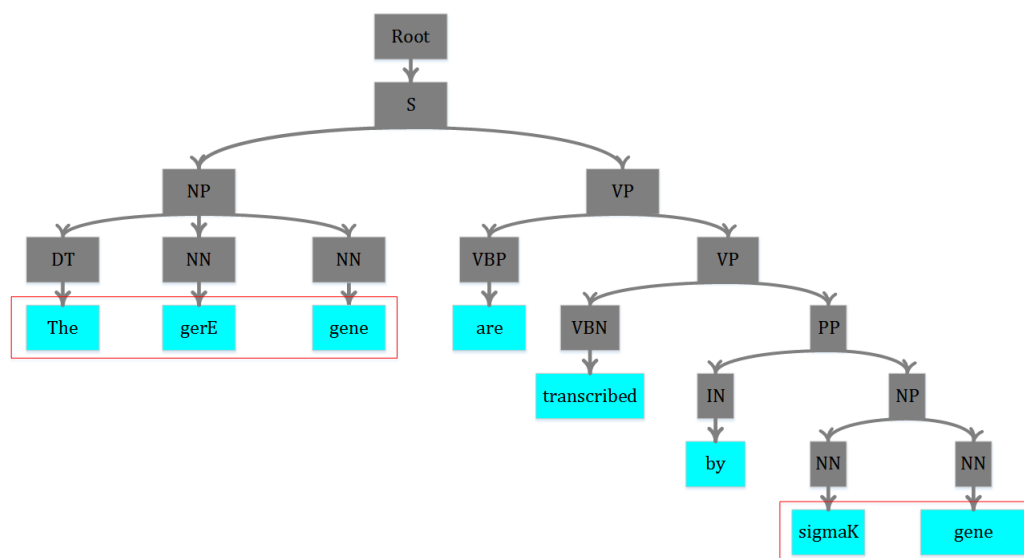 Root
S
NP VP
DT NN NN VBP VP
The gerE gene are VBN PP
transcribed IN NP
by NN NN
sigmaK gene